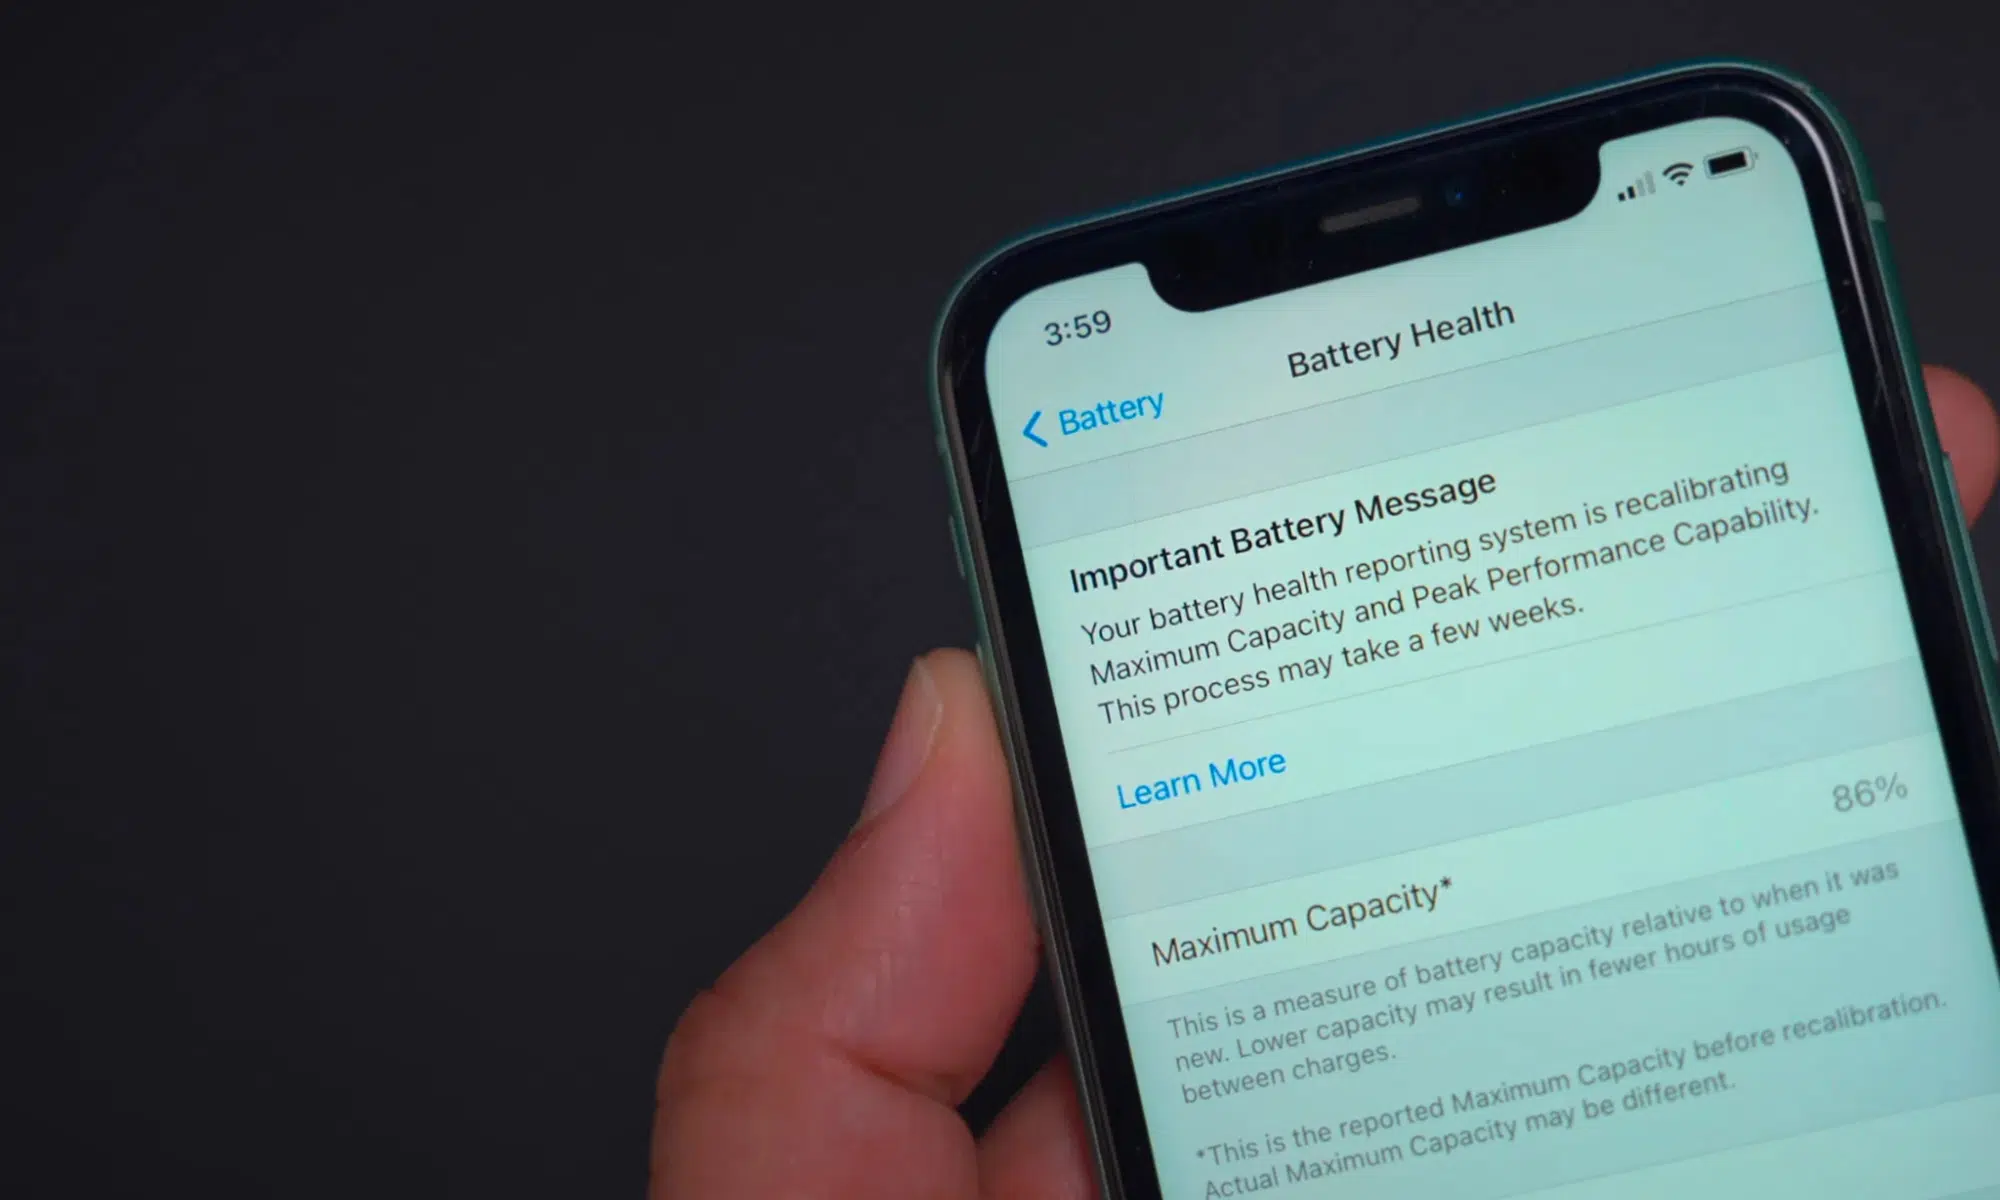 3:59
Battery
Battery Health
Important Battery Message
Your battery health reporting system is recalibrating
Maximum Capacity and Peak Performance Capability.
This process may take a few weeks.
Learn More
Maximum Capacity*
86%
This is a measure of battery capacity relative to when it was
new. Lower capacity may result in fewer hours of usage
between charges.
*This is the reported Maximum Capacity before recalibration.
Actual Maximum Capacity may be different.